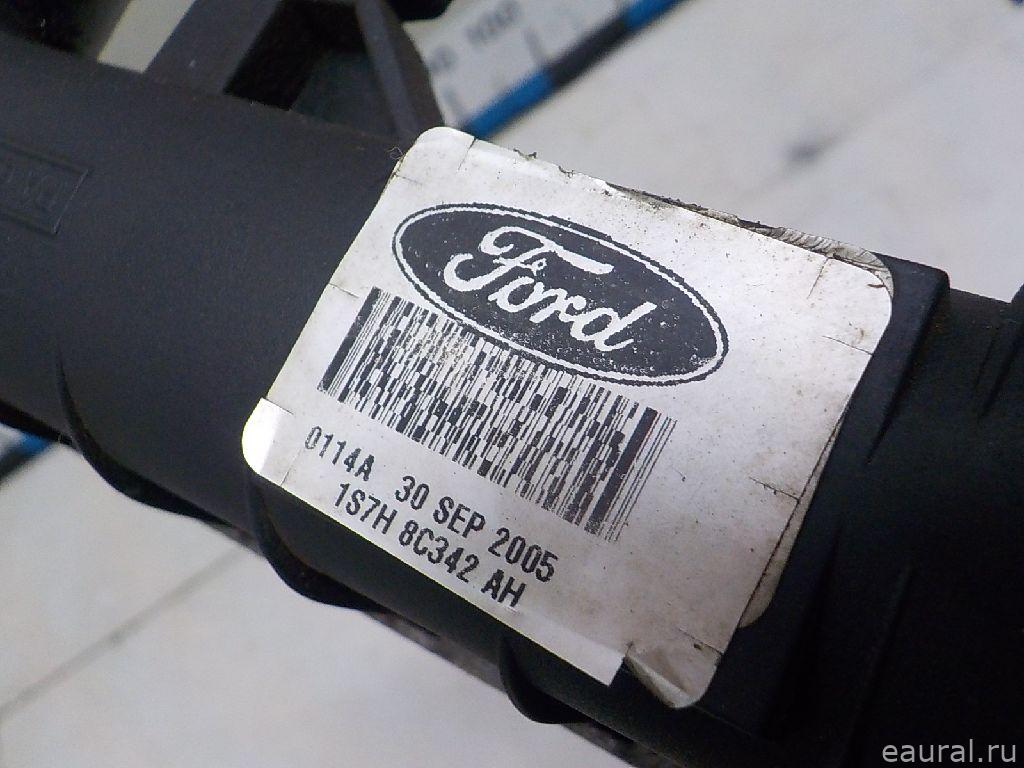 Ford
0114A 30 SEP 2005
1S7H 8C342 AH
eaural.ru